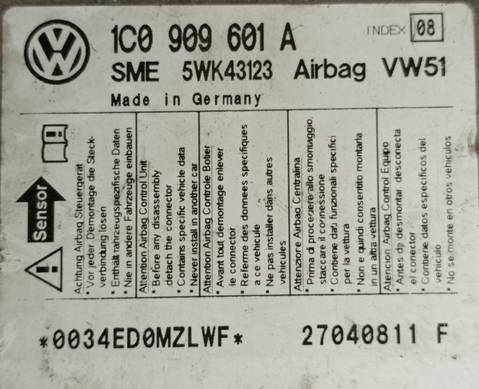 1C0 909 601 A
INDEX 08
SME 5WK43123 Airbag VW51
Made in Germany
Sensor
Achtung Airbag Steuergerät
• Vor jeder Demontage die Steck-
verbindung lösen
• Enthält fahrzeugspezifische Daten
• Nie in andere Fahrzeuge einbauen
Attention Airbag Control Unit
• Before any disassembly
detach the connector
• Contains specific vehicle data
• Never install in another car
Attention Airbag Controle Boîtier
• Avant tout demontage enlever
le connector
• Referme des donnees specifiques
a ce vehicule
• Ne pas installer dans autres
vehicules
Attenzione Airbag Centralina
• Prima di procedere allo smontaggio,
staccare il connessione
• Contiene dati funzionali specifici
per la vettura
• Non e quindi consentito montarla
in un altra vettura
Atencion Airbag Control Equipo
• Antes de desmontar desconecta
el conector
• Contiene datos especificos del
vehiculo
• No se monte en otros vehiculos
*0034ED0MZLWF* 27040811 F